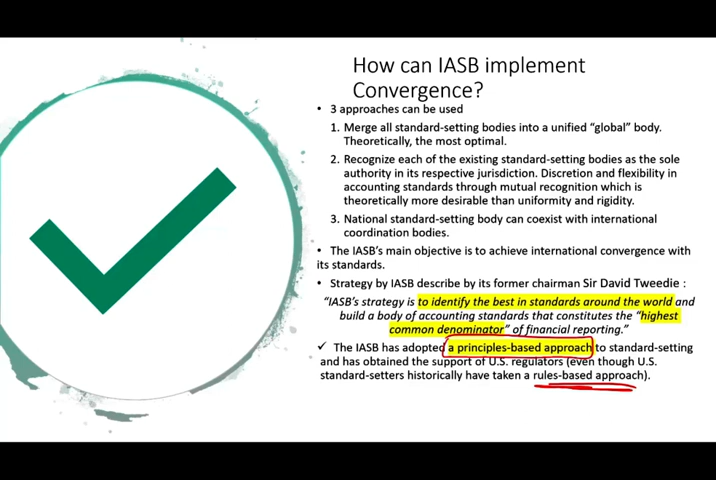 How can IASB implement
Convergence?
• 3 approaches can be used
1. Merge all standard-setting bodies into a unified “global” body.
Theoretically, the most optimal.
2. Recognize each of the existing standard-setting bodies as the sole
authority in its respective jurisdiction. Discretion and flexibility in
accounting standards through mutual recognition which is
theoretically more desirable than uniformity and rigidity.
3. National standard-setting body can coexist with international
coordination bodies.
• The IASB’s main objective is to achieve international convergence with
its standards.
• Strategy by IASB describe by its former chairman Sir David Tweedie :
“IASB’s strategy is to identify the best in standards around the world and
build a body of accounting standards that constitutes the “highest
common denominator” of financial reporting.”
✓ The IASB has adopted a principles-based approach to standard-setting
and has obtained the support of U.S. regulators (even though U.S.
standard-setters historically have taken a rules-based approach).